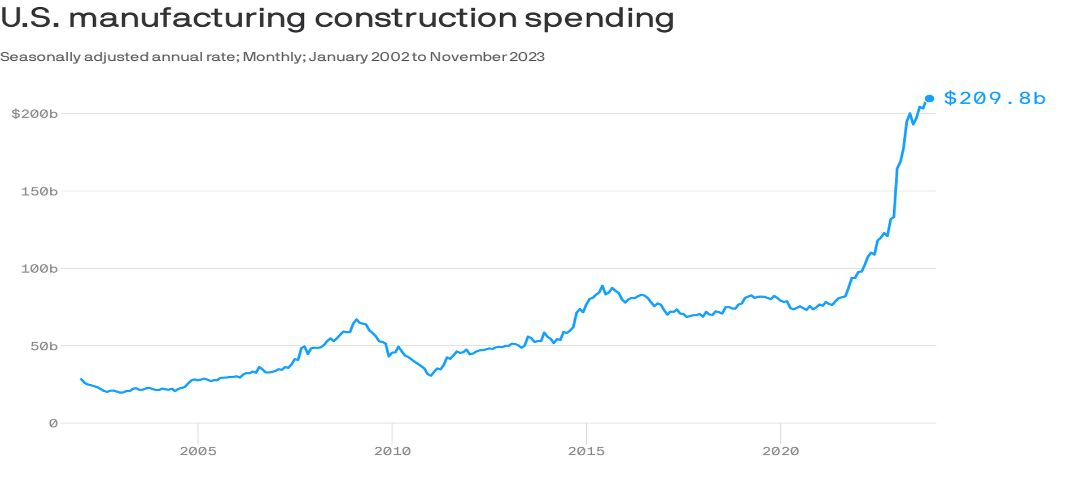 U.S. manufacturing construction spending
Seasonally adjusted annual rate; Monthly; January 2002 to November 2023
$209.8b
$200b
150b
100b
50b
0
2005 2010 2015 2020